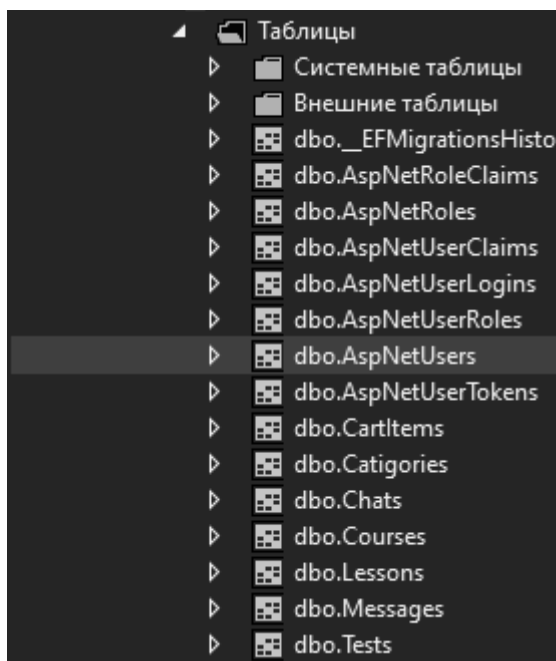 Таблицы
Системные таблицы
Внешние таблицы
dbo.__EFMigrationsHisto
dbo.AspNetRoleClaims
dbo.AspNetRoles
dbo.AspNetUserClaims
dbo.AspNetUserLogins
dbo.AspNetUserRoles
dbo.AspNetUsers
dbo.AspNetUserTokens
dbo.CartItems
dbo.Catigories
dbo.Chats
dbo.Courses
dbo.Lessons
dbo.Messages
dbo.Tests